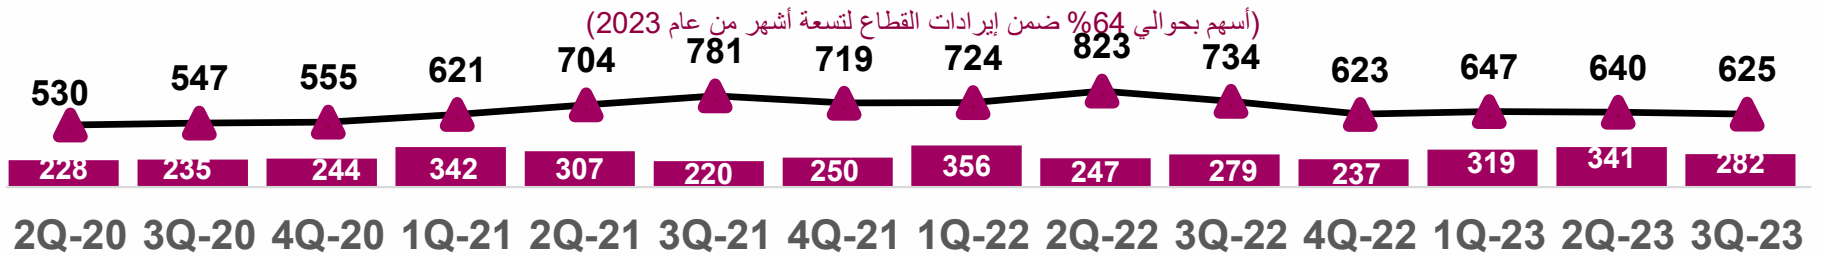 (أسهم بحوالي 64% ضمن إيرادات القطاع لتسعة أشهر من عام 2023)
530 547 555 621 704 781 719 724 823 734 623 647 640 625
228 235 244 342 307 220 250 356 247 279 237 319 341 282
2Q-20 3Q-20 4Q-20 1Q-21 2Q-21 3Q-21 4Q-21 1Q-22 2Q-22 3Q-22 4Q-22 1Q-23 2Q-23 3Q-23